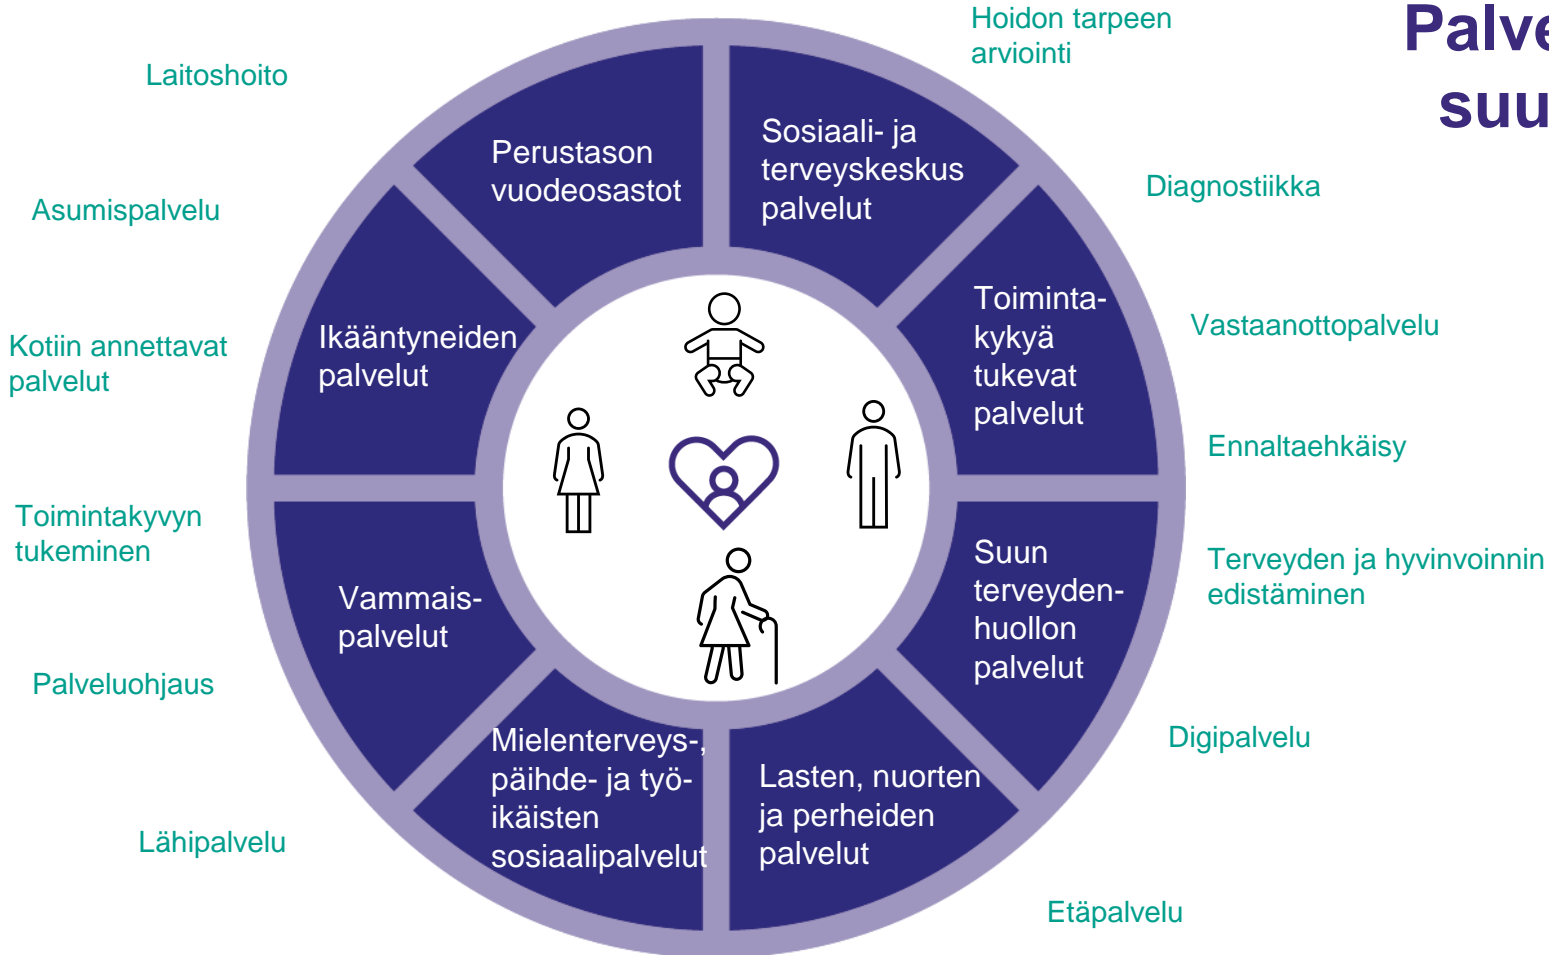 Palve
suu
Hoidon tarpeen
arviointi
Laitoshoito
Diagnostiikka
Asumispalvelu
Vastaanottopalvelu
Kotiin annettavat
palvelut
Ennaltaehkäisy
Toimintakyvyn
tukeminen
Terveyden ja hyvinvoinnin
edistäminen
Palveluohjaus
Digipalvelu
Lähipalvelu
Etäpalvelu
Perustason
vuodeosastot
Sosiaali- ja
terveyskeskus
palvelut
Toiminta-
kykyä
tukevat
palvelut
Suun
terveyden-
huollon
palvelut
Lasten, nuorten
ja perheiden
palvelut
Mielenterveys-,
päihde- ja työ-
ikäisten
sosiaalipalvelut
Vammais-
palvelut
Ikääntyneiden
palvelut